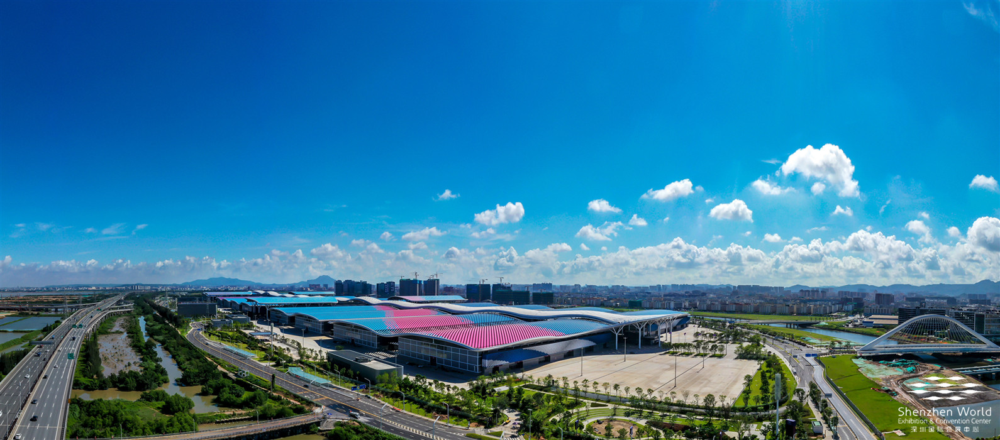 Shenzhen World
Exhibition & Convention Center
深圳国际会展中心